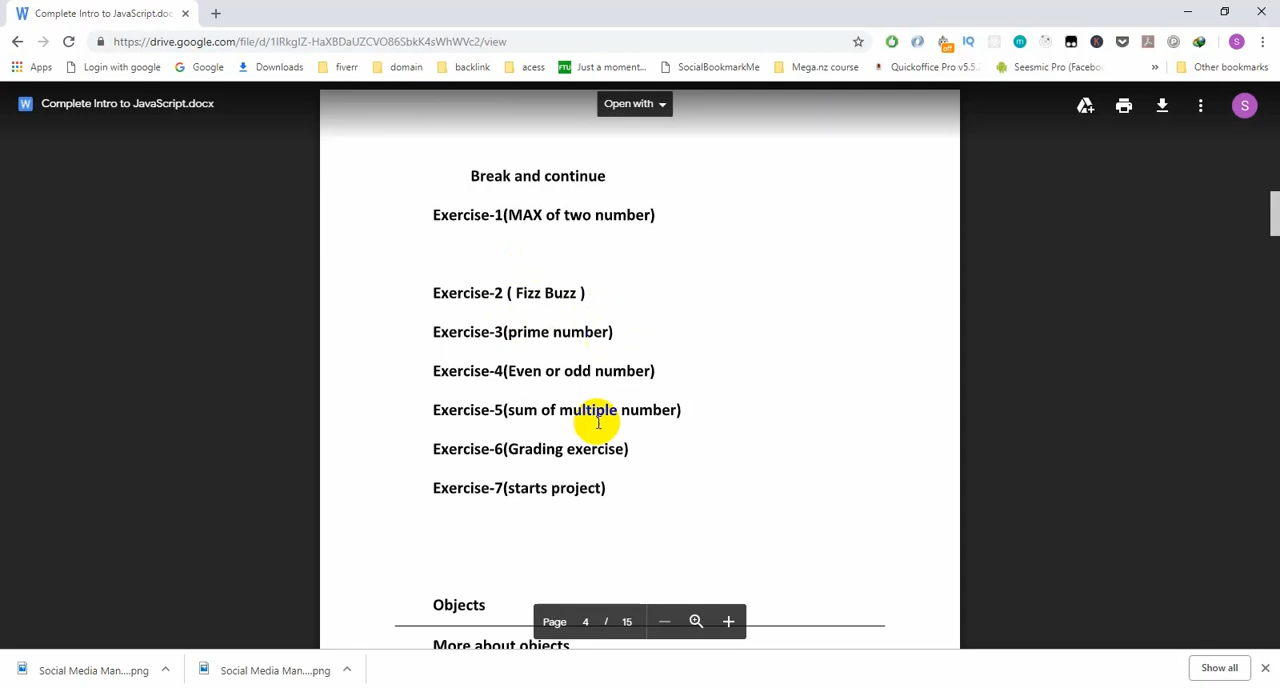 Complete Intro to JavaScript.doc
https://drive.google.com/file/d/1IRkgIZ-HaXBDaUZCVO86SbkK4sWhWVc2/view
Apps Login with google Google Downloads fiverr domain backlink acess Just a moment... SocialBookmarkMe Mega.nz course Quickoffice Pro v5.5.. Seesmic Pro (Facebo » Other bookmarks
Complete Intro to JavaScript.docx
Open with
S
Break and continue
Exercise-1(MAX of two number)
Exercise-2 ( Fizz Buzz )
Exercise-3(prime number)
Exercise-4(Even or odd number)
Exercise-5(sum of multiple number)
Exercise-6(Grading exercise)
Exercise-7(starts project)
Objects
Page 4 / 15
More about objects
Social Media Man....png Social Media Man....png Show all